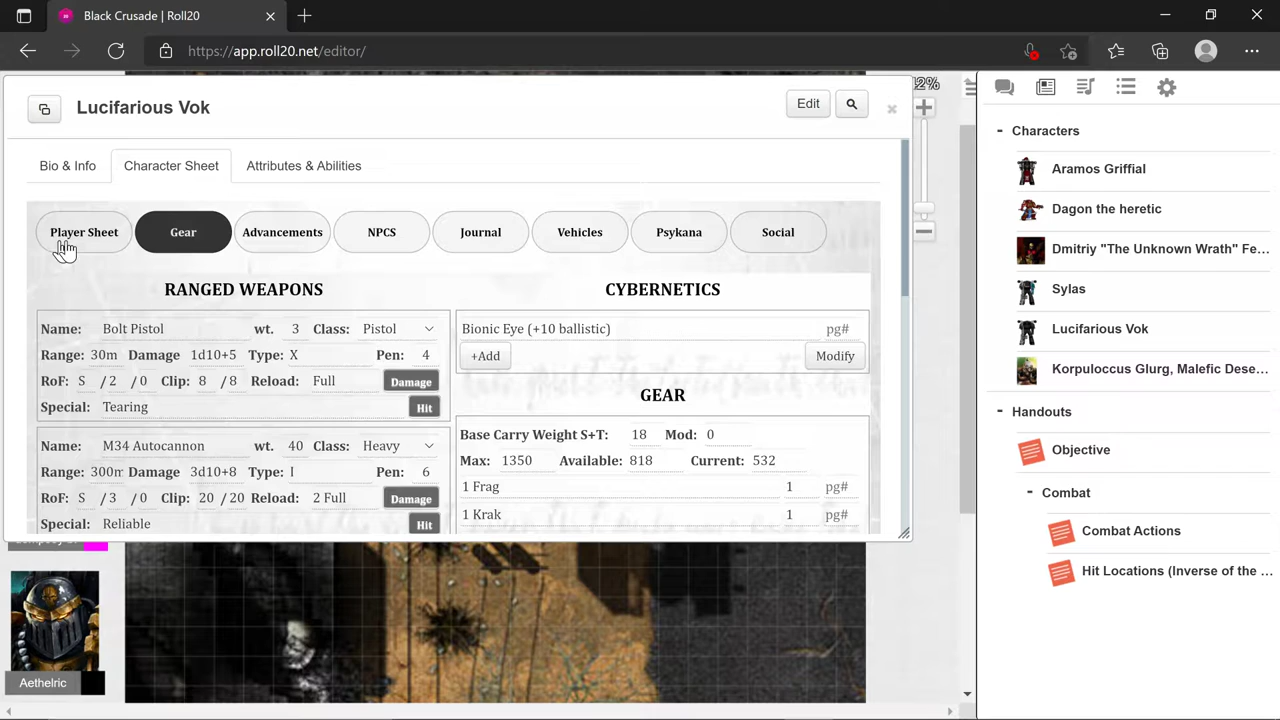 Black Crusade | Roll20
https://app.roll20.net/editor/
Lucifarious Vok
Edit
2%
Bio & Info
Character Sheet
Attributes & Abilities
Player Sheet
Gear
Advancements
NPCS
Journal
Vehicles
Psykana
Social
RANGED WEAPONS
Name: Bolt Pistol wt. 3 Class: Pistol
Range: 30m Damage 1d10+5 Type: X Pen: 4
RoF: S / 2 / 0 Clip: 8 / 8 Reload: Full Damage
Special: Tearing Hit
Name: M34 Autocannon wt. 40 Class: Heavy
Range: 300m Damage 3d10+8 Type: I Pen: 6
RoF: S / 3 / 0 Clip: 20 / 20 Reload: 2 Full Damage
Special: Reliable Hit
CYBERNETICS
Bionic Eye (+10 ballistic) pg#
+Add Modify
GEAR
Base Carry Weight S+T: 18 Mod: 0
Max: 1350 Available: 818 Current: 532
1 Frag 1 pg#
1 Krak 1 pg#
Aethelric
Characters
Aramos Griffial
Dagon the heretic
Dmitriy "The Unknown Wrath" Fe...
Sylas
Lucifarious Vok
Korpuloccus Glurg, Malefic Dese...
Handouts
Objective
Combat
Combat Actions
Hit Locations (Inverse of the ...